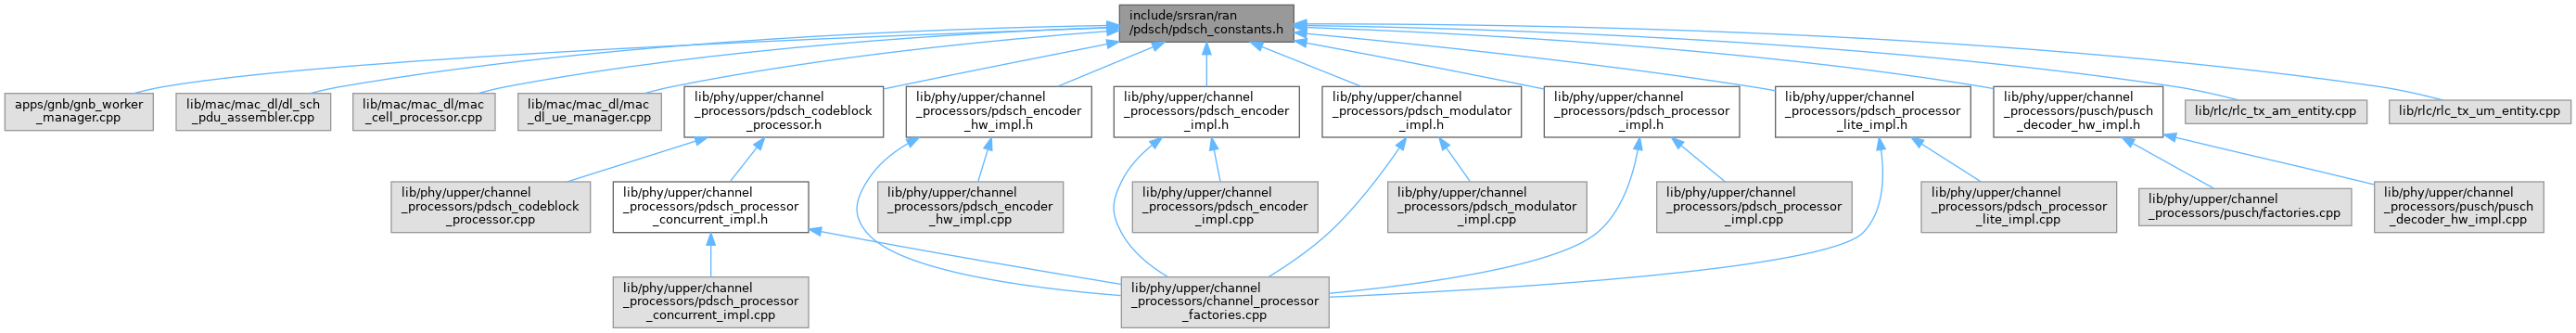 include/srsran/ran
/pdsch/pdsch_constants.h
apps/gnb/gnb_worker
_manager.cpp
lib/mac/mac_dl/dl_sch
_pdu_assembler.cpp
lib/mac/mac_dl/mac
_cell_processor.cpp
lib/mac/mac_dl/mac
_dl_ue_manager.cpp
lib/phy/upper/channel
_processors/pdsch_codeblock
_processor.h
lib/phy/upper/channel
_processors/pdsch_encoder
_hw_impl.h
lib/phy/upper/channel
_processors/pdsch_encoder
_impl.h
lib/phy/upper/channel
_processors/pdsch_modulator
_impl.h
lib/phy/upper/channel
_processors/pdsch_processor
_impl.h
lib/phy/upper/channel
_processors/pdsch_processor
_lite_impl.h
lib/phy/upper/channel
_processors/pusch/pusch
_decoder_hw_impl.h
lib/rlc/rlc_tx_am_entity.cpp
lib/rlc/rlc_tx_um_entity.cpp
lib/phy/upper/channel
_processors/pdsch_codeblock
_processor.cpp
lib/phy/upper/channel
_processors/pdsch_processor
_concurrent_impl.h
lib/phy/upper/channel
_processors/pdsch_encoder
_hw_impl.cpp
lib/phy/upper/channel
_processors/pdsch_encoder
_impl.cpp
lib/phy/upper/channel
_processors/pdsch_modulator
_impl.cpp
lib/phy/upper/channel
_processors/pdsch_processor
_impl.cpp
lib/phy/upper/channel
_processors/pdsch_processor
_lite_impl.cpp
lib/phy/upper/channel
_processors/pusch/factories.cpp
lib/phy/upper/channel
_processors/pusch/pusch
_decoder_hw_impl.cpp
lib/phy/upper/channel
_processors/pdsch_processor
_concurrent_impl.cpp
lib/phy/upper/channel
_processors/channel_processor
_factories.cpp